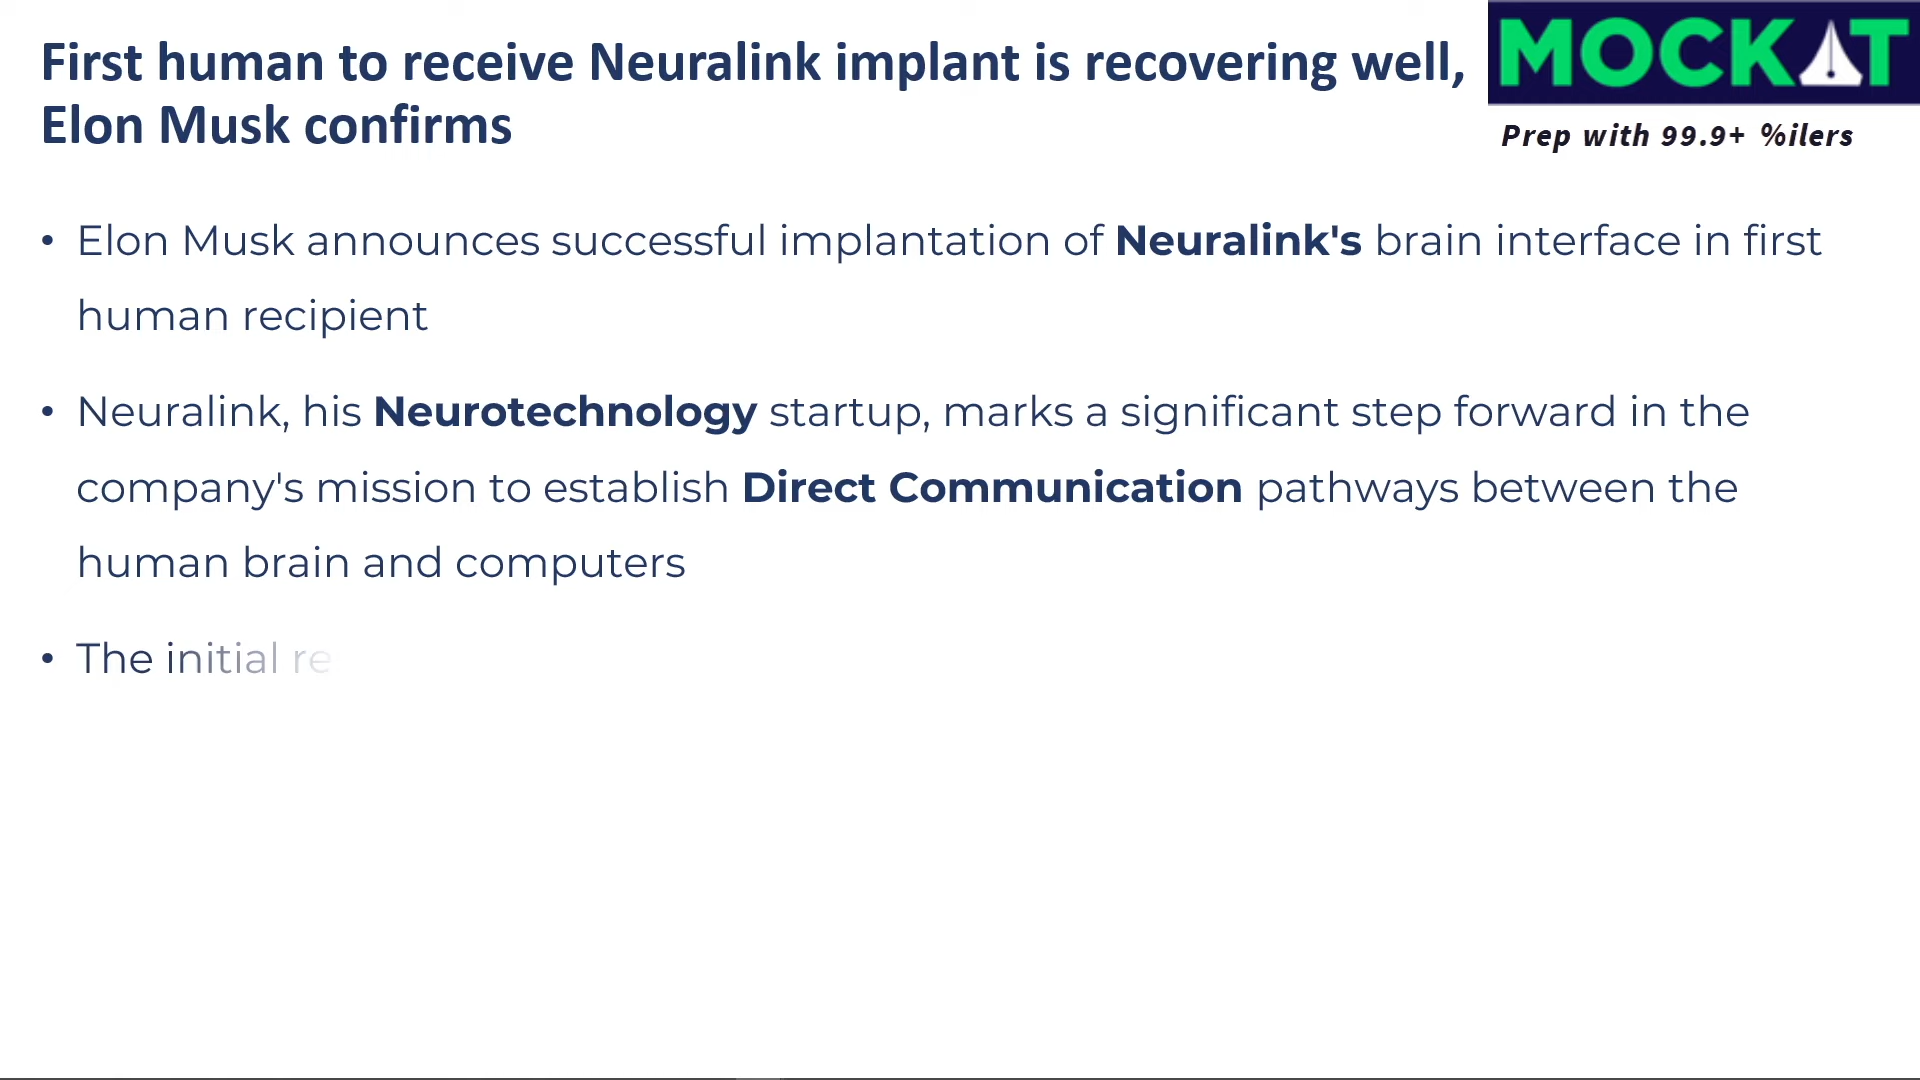 First human to receive Neuralink implant is recovering well,
Elon Musk confirms
MOCKAT
Prep with 99.9+ %ilers
• Elon Musk announces successful implantation of Neuralink's brain interface in first
human recipient
• Neuralink, his Neurotechnology startup, marks a significant step forward in the
company's mission to establish Direct Communication pathways between the
human brain and computers
• The initial re